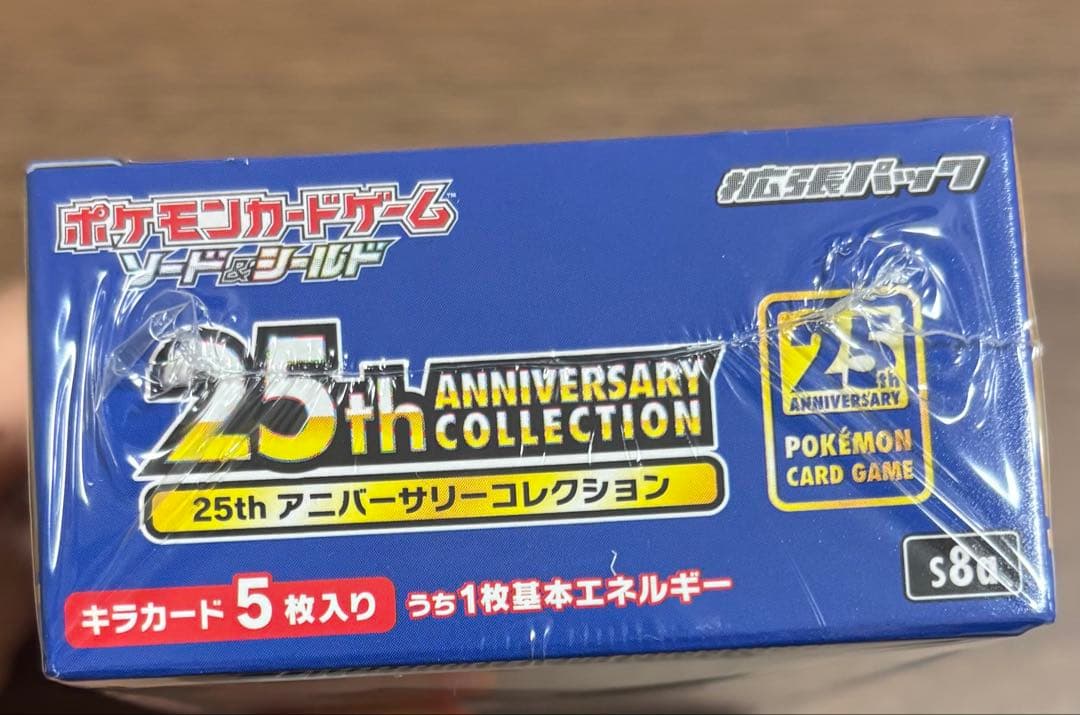 ポケモンカードゲーム™
ソード&シールド
拡張パック
25th ANNIVERSARY
COLLECTION
25th アニバーサリーコレクション
25th
ANNIVERSARY
POKÉMON
CARD GAME
s8a
キラカード5枚入り うち1枚基本エネルギー